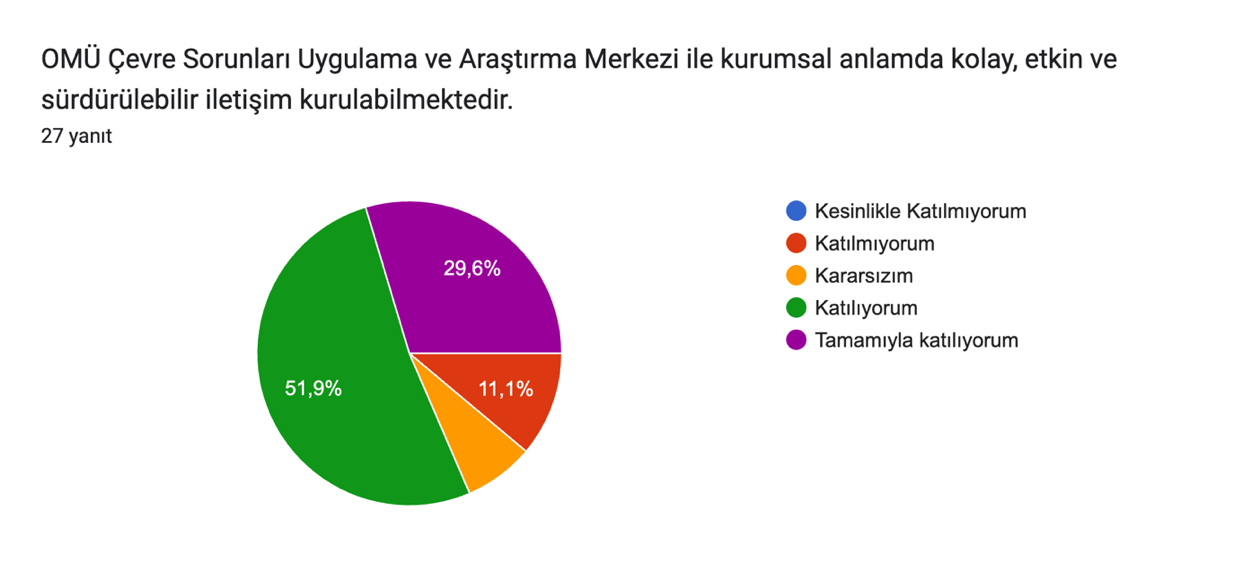 OMÜ Çevre Sorunları Uygulama ve Araştırma Merkezi ile kurumsal anlamda kolay, etkin ve
sürdürülebilir iletişim kurulabilmektedir.
27 yanıt
Kesinlikle Katılmıyorum
Katılmıyorum
Kararsızım
Katılıyorum
Tamamıyla katılıyorum
29,6%
51,9%
11,1%